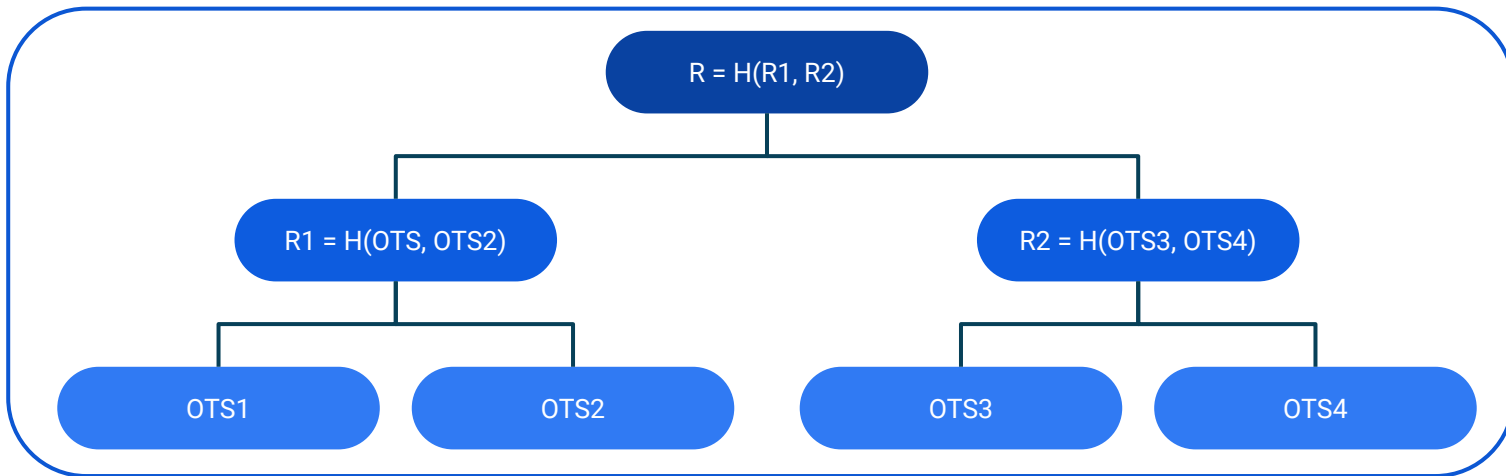 R = H(R1, R2)
R1 = H(OTS, OTS2)
R2 = H(OTS3, OTS4)
OTS1
OTS2
OTS3
OTS4